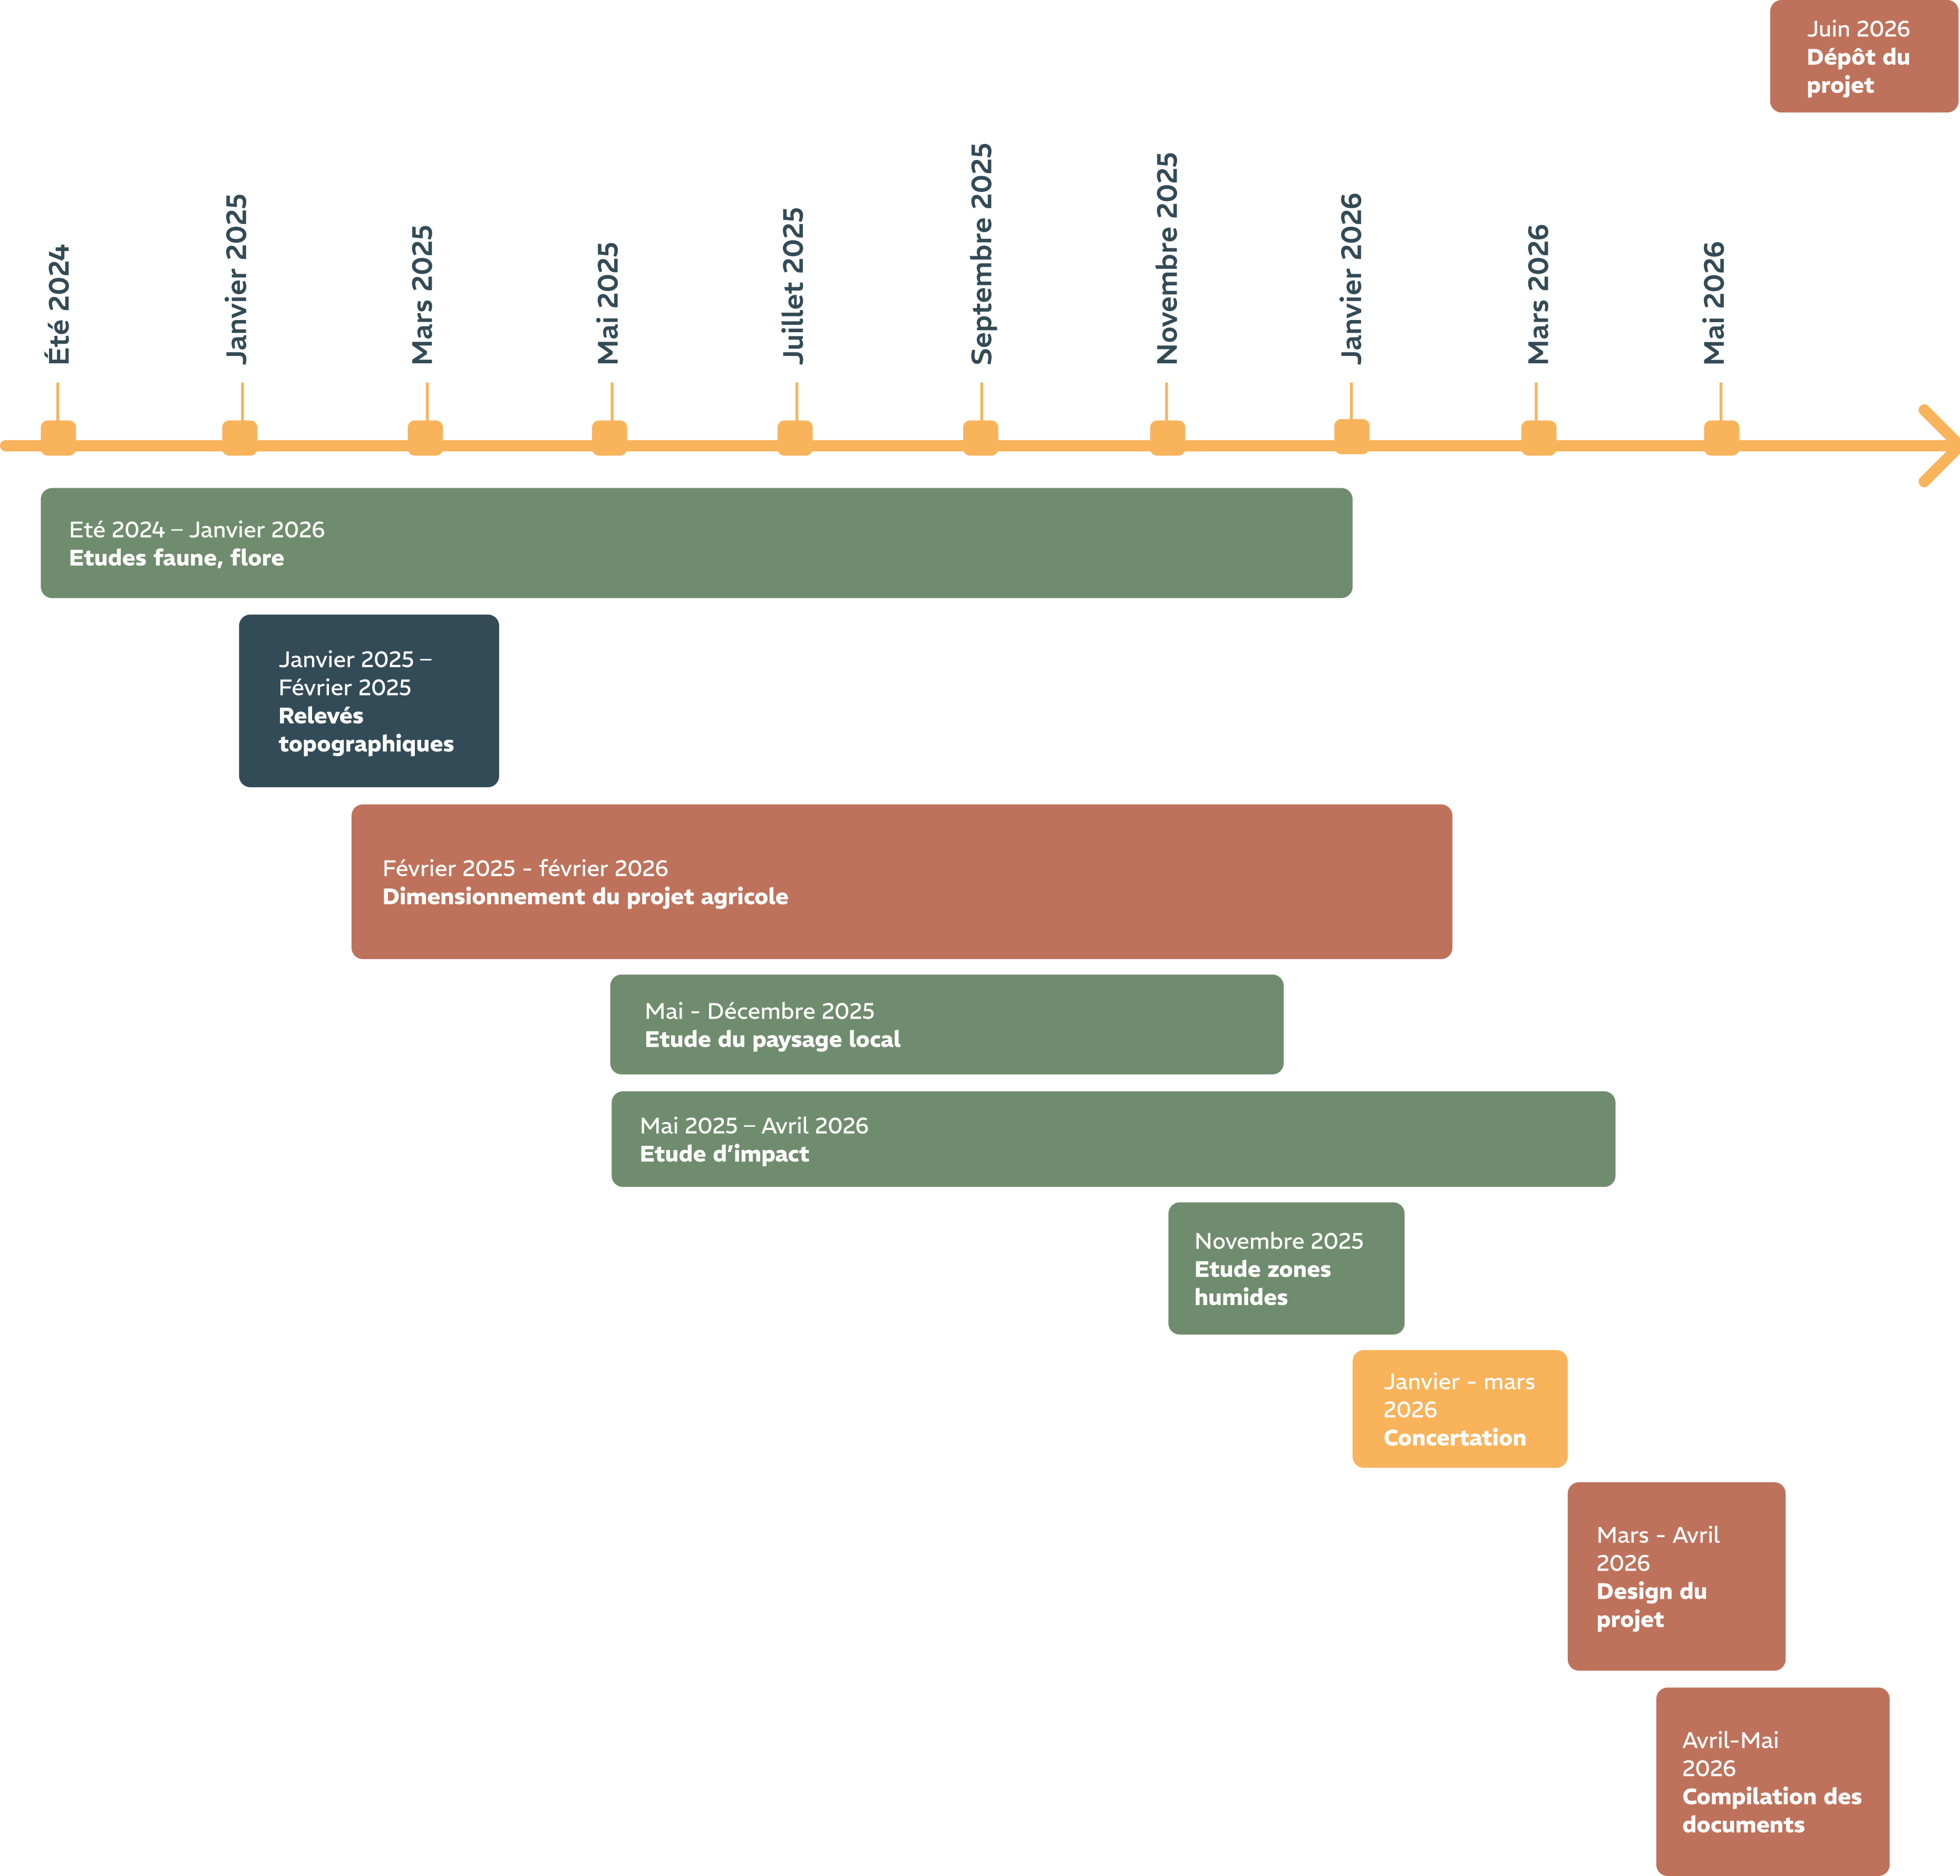 Juin 2026
Dépôt du
projet
Été 2024
Janvier 2025
Mars 2025
Mai 2025
Juillet 2025
Septembre 2025
Novembre 2025
Janvier 2026
Mars 2026
Mai 2026
Eté 2024 – Janvier 2026
Etudes faune, flore
Janvier 2025 –
Février 2025
Relevés
topographiques
Février 2025 - février 2026
Dimensionnement du projet agricole
Mai - Décembre 2025
Etude du paysage local
Mai 2025 – Avril 2026
Etude d’impact
Novembre 2025
Etude zones
humides
Janvier - mars
2026
Concertation
Mars - Avril
2026
Design du
projet
Avril-Mai
2026
Compilation des
documents